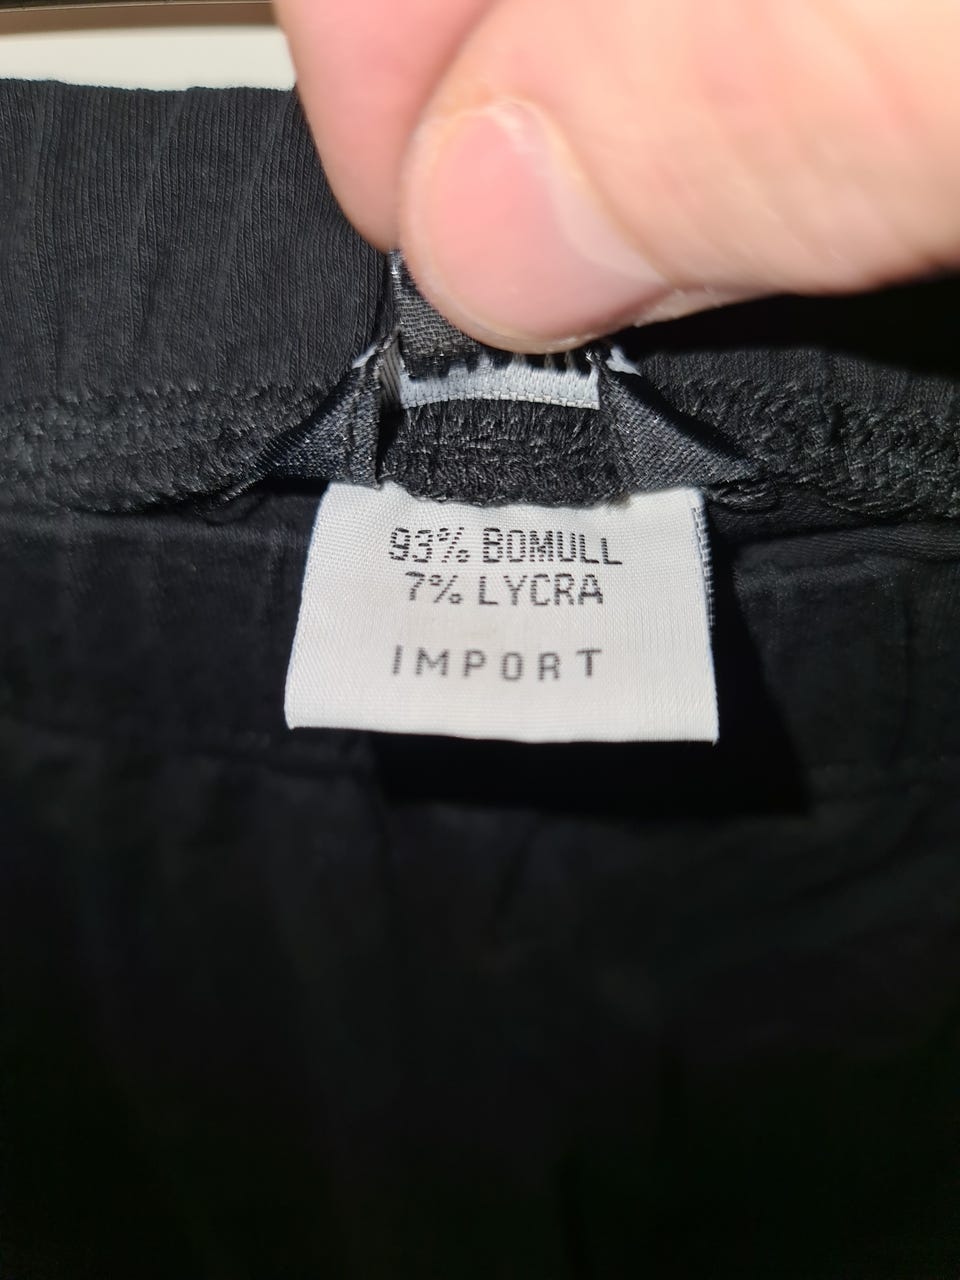 93% BOMULL
7% LYCRA
IMPORT